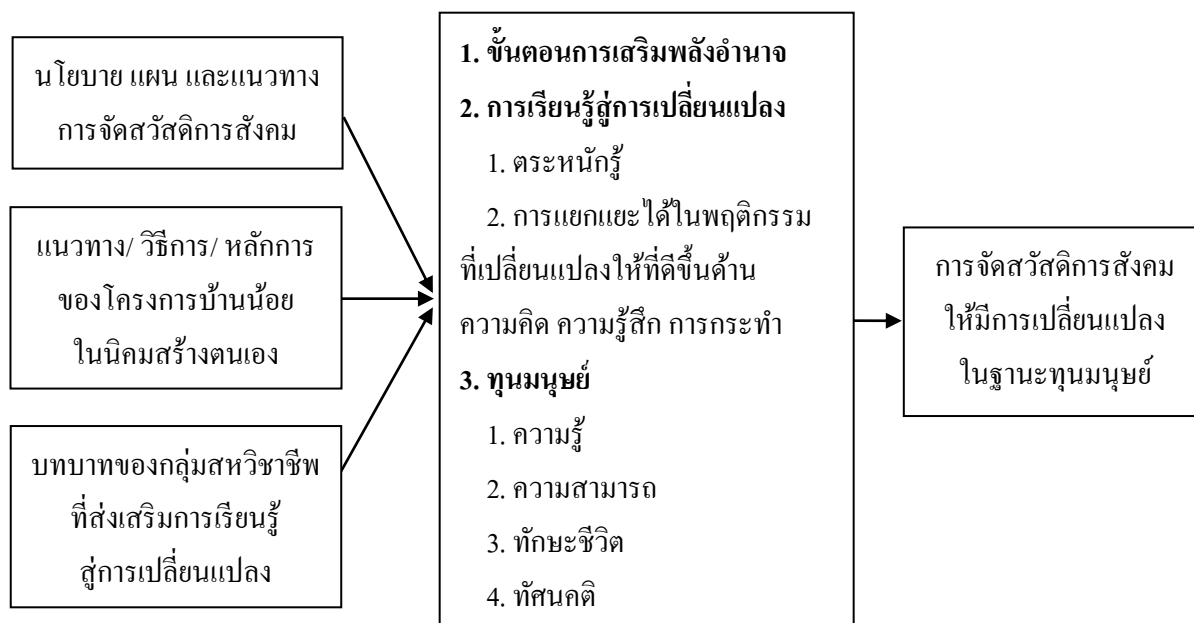 นโยบาย แผน และแนวทาง
การจัดสวัสดิการสังคม
แนวทาง/ วิธีการ/ หลักการ
ของโครงการบ้านน้อย
ในนิคมสร้างตนเอง
บทบาทของกลุ่มสหวิชาชีพ
ที่ส่งเสริมการเรียนรู้
สู่การเปลี่ยนแปลง
1. ขั้นตอนการเสริมพลังอำนาจ
2. การเรียนรู้สู่การเปลี่ยนแปลง
1. ตระหนักรู้
2. การแยกแยะได้ในพฤติกรรม
ที่เปลี่ยนแปลงให้ที่ดีขึ้นด้าน
ความคิด ความรู้สึก การกระทำ
3. ทุนมนุษย์
1. ความรู้
2. ความสามารถ
3. ทักษะชีวิต
4. ทัศนคติ
การจัดสวัสดิการสังคม
ให้มีการเปลี่ยนแปลง
ในฐานะทุนมนุษย์